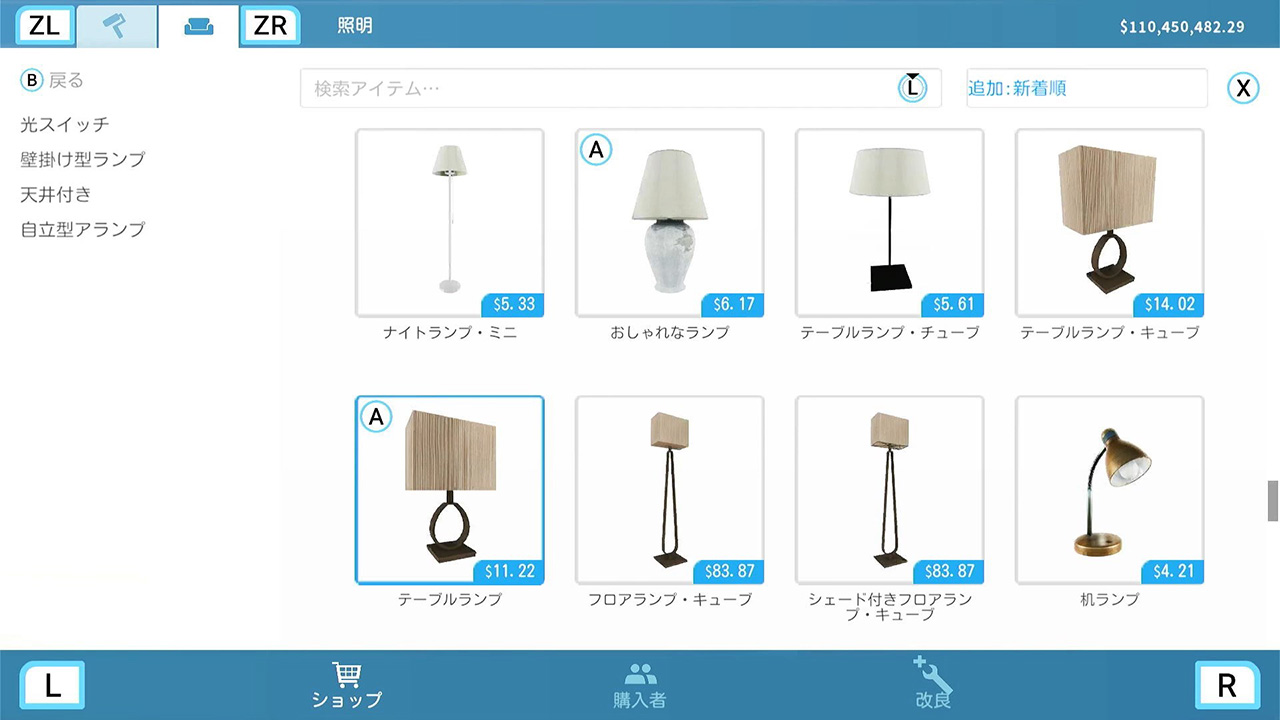 ZL
ZR
照明
$110,450,482.29
B 戻る
検索アイテム…
L
追加:新着順
X
光スイッチ
壁掛け型ランプ
天井付き
自立型アランプ
A
$5.33
$6.17
$5.61
$14.02
ナイトランプ・ミニ
おしゃれなランプ
テーブルランプ・チューブ
テーブルランプ・キューブ
A
$11.22
$83.87
$83.87
$4.21
テーブルランプ
フロアランプ・キューブ
シェード付きフロアラン
プ・キューブ
机ランプ
L
ショップ
購入者
改良
R